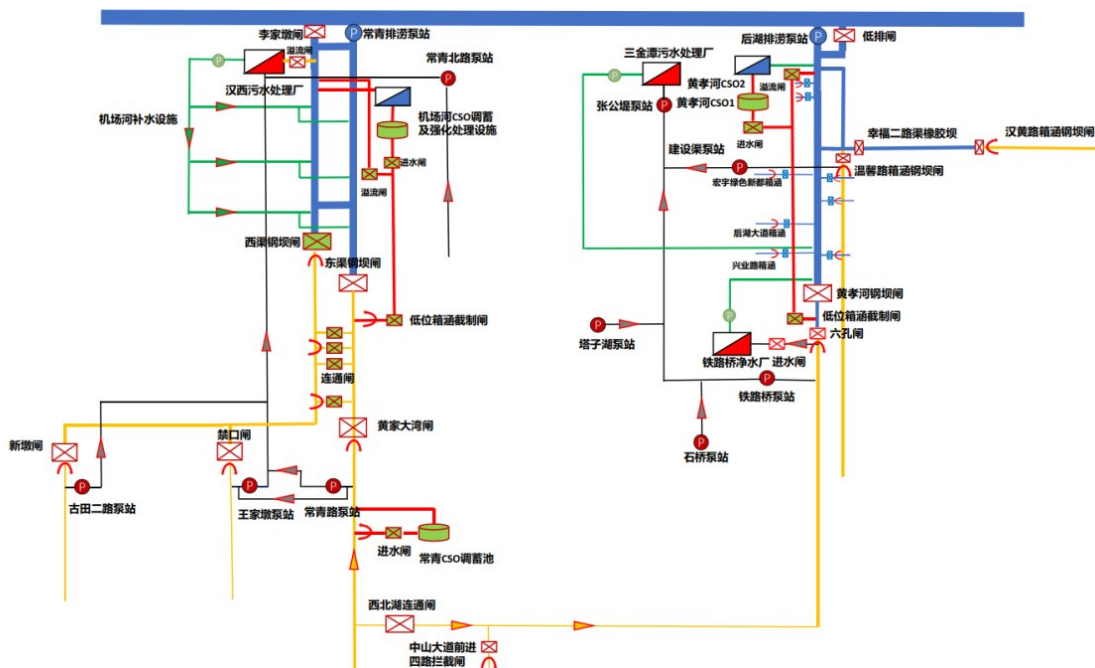 李家墩闸
P
常青排涝泵站
溢流闸
P
汉西污水处理厂
常青北路泵站
P
机场河补水设施
机场河CSO调蓄
及强化处理设施
进水闸
溢流闸
西渠钢坝闸
东渠钢坝闸
低位箱涵截制闸
连通闸
新墩闸
禁口闸
黄家大湾闸
P
古田二路泵站
P
王家墩泵站
P
常青路泵站
进水闸
常青CSO调蓄池
西北湖连通闸
中山大道前进
四路拦截闸
三金潭污水处理厂
P
P
张公堤泵站
后湖排涝泵站
P
低排闸
黄孝河CSO2
溢流闸
黄孝河CSO1
进水闸
幸福二路渠橡胶坝
汉黄路箱涵钢坝闸
建设渠泵站
P
温馨路箱涵钢坝闸
宏宇绿色新都箱涵
后湖大道箱涵
兴业路箱涵
黄孝河钢坝闸
P
低位箱涵截制闸
六孔闸
P
塔子湖泵站
铁路桥净水厂
进水闸
P
铁路桥泵站
P
石桥泵站